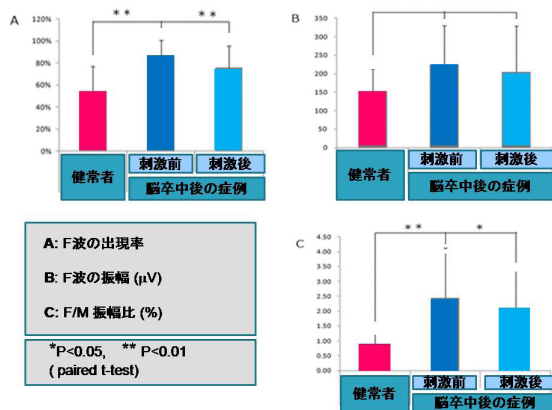 A
120%
100%
80%
60%
40%
20%
0%
**
**
健常者
刺激前
刺激後
脳卒中後の症例
B
350
300
250
200
150
100
50
0
健常者
刺激前
刺激後
脳卒中後の症例
A: F波の出現率
B: F波の振幅 (μV)
C: F/M 振幅比 (%)
*P<0.05, ** P<0.01
( paired t-test)
C
4.50
4.00
3.50
3.00
2.50
2.00
1.50
1.00
0.50
0.00
**
*
健常者
刺激前
刺激後
脳卒中後の症例